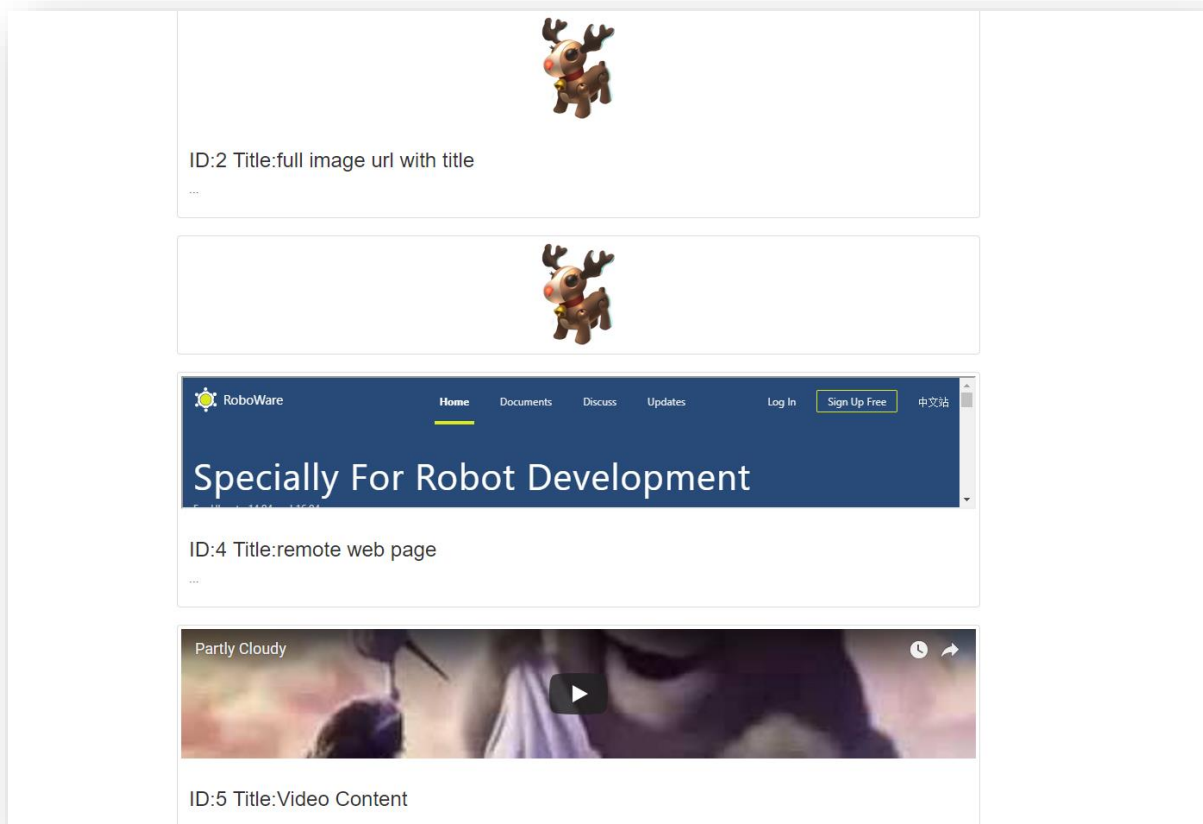 ID:2 Title:full image url with title
...
RoboWare
Home Documents Discuss Updates Log In Sign Up Free 中文站
Specially For Robot Development
ID:4 Title:remote web page
...
Partly Cloudy
ID:5 Title:Video Content